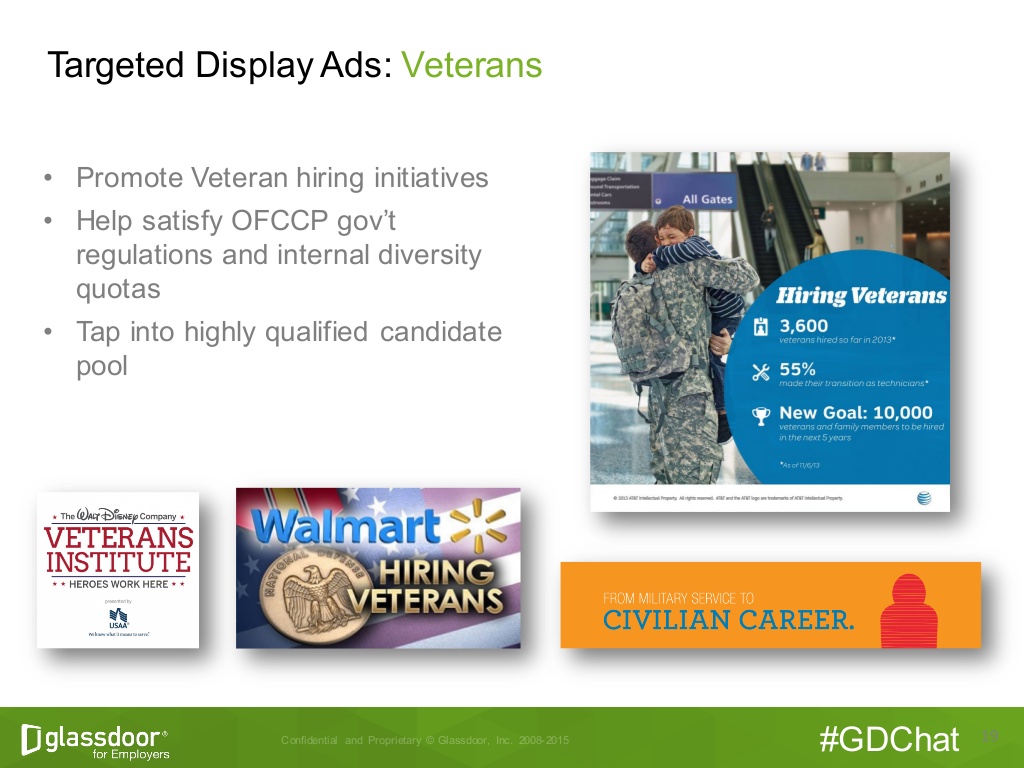 Targeted Display Ads: Veterans
• Promote Veteran hiring initiatives
• Help satisfy OFCCP gov’t
regulations and internal diversity
quotas
• Tap into highly qualified candidate
pool
All Gates
Hiring Veterans
3,600
veterans hired so far in 2013*
55%
made their transition as technicians*
New Goal: 10,000
veterans and family members to be hired
in the next 5 years
*As of 11/6/13
© 2013 AT&T Intellectual Property. All rights reserved. AT&T and the AT&T logo are trademarks of AT&T Intellectual Property.
The Walt Disney Company
VETERANS
INSTITUTE
HEROES WORK HERE
presented by
USAA®
We know what it means to serve.®
Walmart
NATIONAL DEFENSE
HIRING
VETERANS
FROM MILITARY SERVICE TO
CIVILIAN CAREER.
glassdoor®
for Employers
Confidential and Proprietary © Glassdoor, Inc. 2008-2015
#GDChat